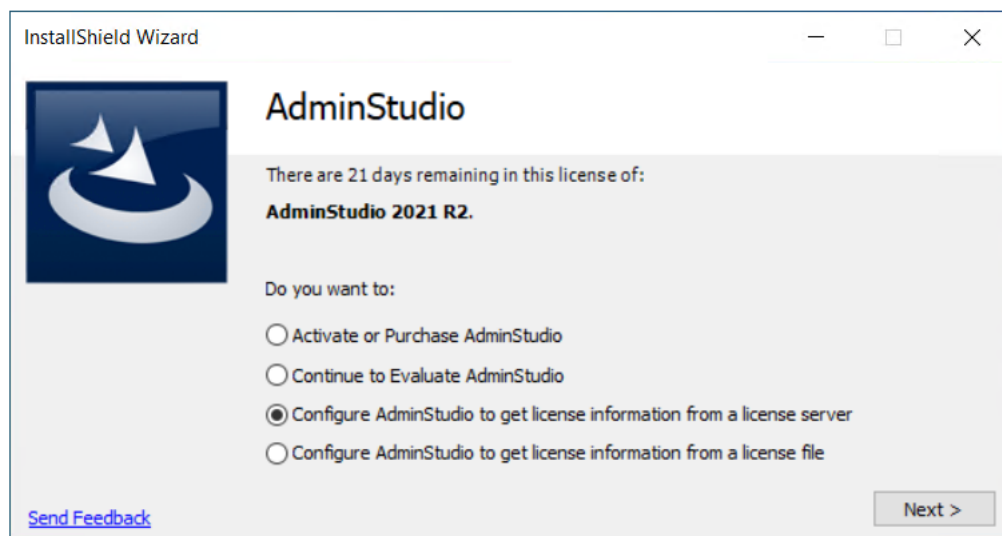 InstallShield Wizard
AdminStudio
There are 21 days remaining in this license of:
AdminStudio 2021 R2.
Do you want to:
Activate or Purchase AdminStudio
Continue to Evaluate AdminStudio
Configure AdminStudio to get license information from a license server
Configure AdminStudio to get license information from a license file
Send Feedback
Next >